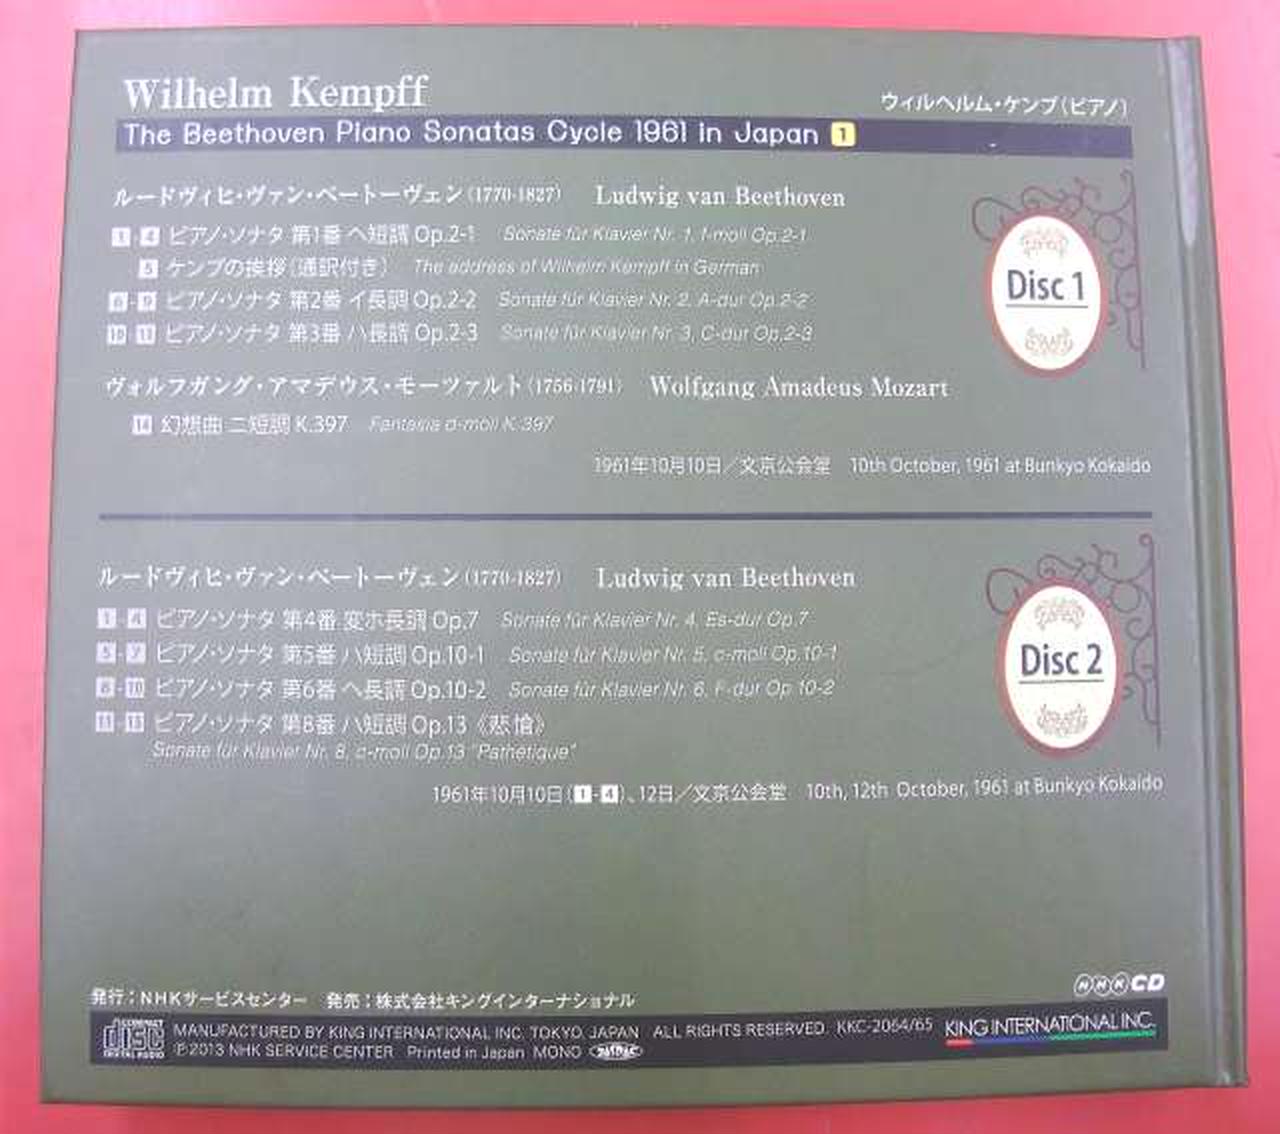 Wilhelm Kempff
ウィルヘルム・ケンプ(ピアノ)
The Beethoven Piano Sonatas Cycle 1961 in Japan 1
ルードヴィヒ・ヴァン・ベートーヴェン(1770-1827) Ludwig van Beethoven
1-4 ピアノ・ソナタ 第1番 ヘ短調 Op.2-1 Sonate für Klavier Nr. 1, f-moll Op.2-1
5 ケンプの挨拶(通訳付き) The address of Wilhelm Kempff in German
6-9 ピアノ・ソナタ 第2番 イ長調 Op.2-2 Sonate für Klavier Nr. 2, A-dur Op.2-2
10-13 ピアノ・ソナタ 第3番 ハ長調 Op.2-3 Sonate für Klavier Nr. 3, C-dur Op.2-3
Disc 1
ヴォルフガング・アマデウス・モーツァルト(1756-1791) Wolfgang Amadeus Mozart
14 幻想曲 ニ短調 K.397 Fantasia d-moll K.397
1961年10月10日/文京公会堂 10th October, 1961 at Bunkyo Kokaido
ルードヴィヒ・ヴァン・ベートーヴェン(1770-1827) Ludwig van Beethoven
1-4 ピアノ・ソナタ 第4番 変ホ長調 Op.7 Sonate für Klavier Nr. 4, Es-dur Op.7
5-7 ピアノ・ソナタ 第5番 ハ短調 Op.10-1 Sonate für Klavier Nr. 5, c-moll Op.10-1
8-10 ピアノ・ソナタ 第6番 ヘ長調 Op.10-2 Sonate für Klavier Nr. 6, F-dur Op.10-2
11-13 ピアノ・ソナタ 第8番 ハ短調 Op.13《悲愴》
Sonate für Klavier Nr. 8, c-moll Op.13 "Pathetique"
Disc 2
1961年10月10日(1-4)、12日/文京公会堂 10th, 12th October, 1961 at Bunkyo Kokaido
NHK CD
発行:NHKサービスセンター 発売:株式会社キングインターナショナル
COMPACT disc DIGITAL AUDIO
MANUFACTURED BY KING INTERNATIONAL INC. TOKYO, JAPAN ALL RIGHTS RESERVED. KKC-2064/65 KING INTERNATIONAL INC.
℗2013 NHK SERVICE CENTER Printed in Japan MONO